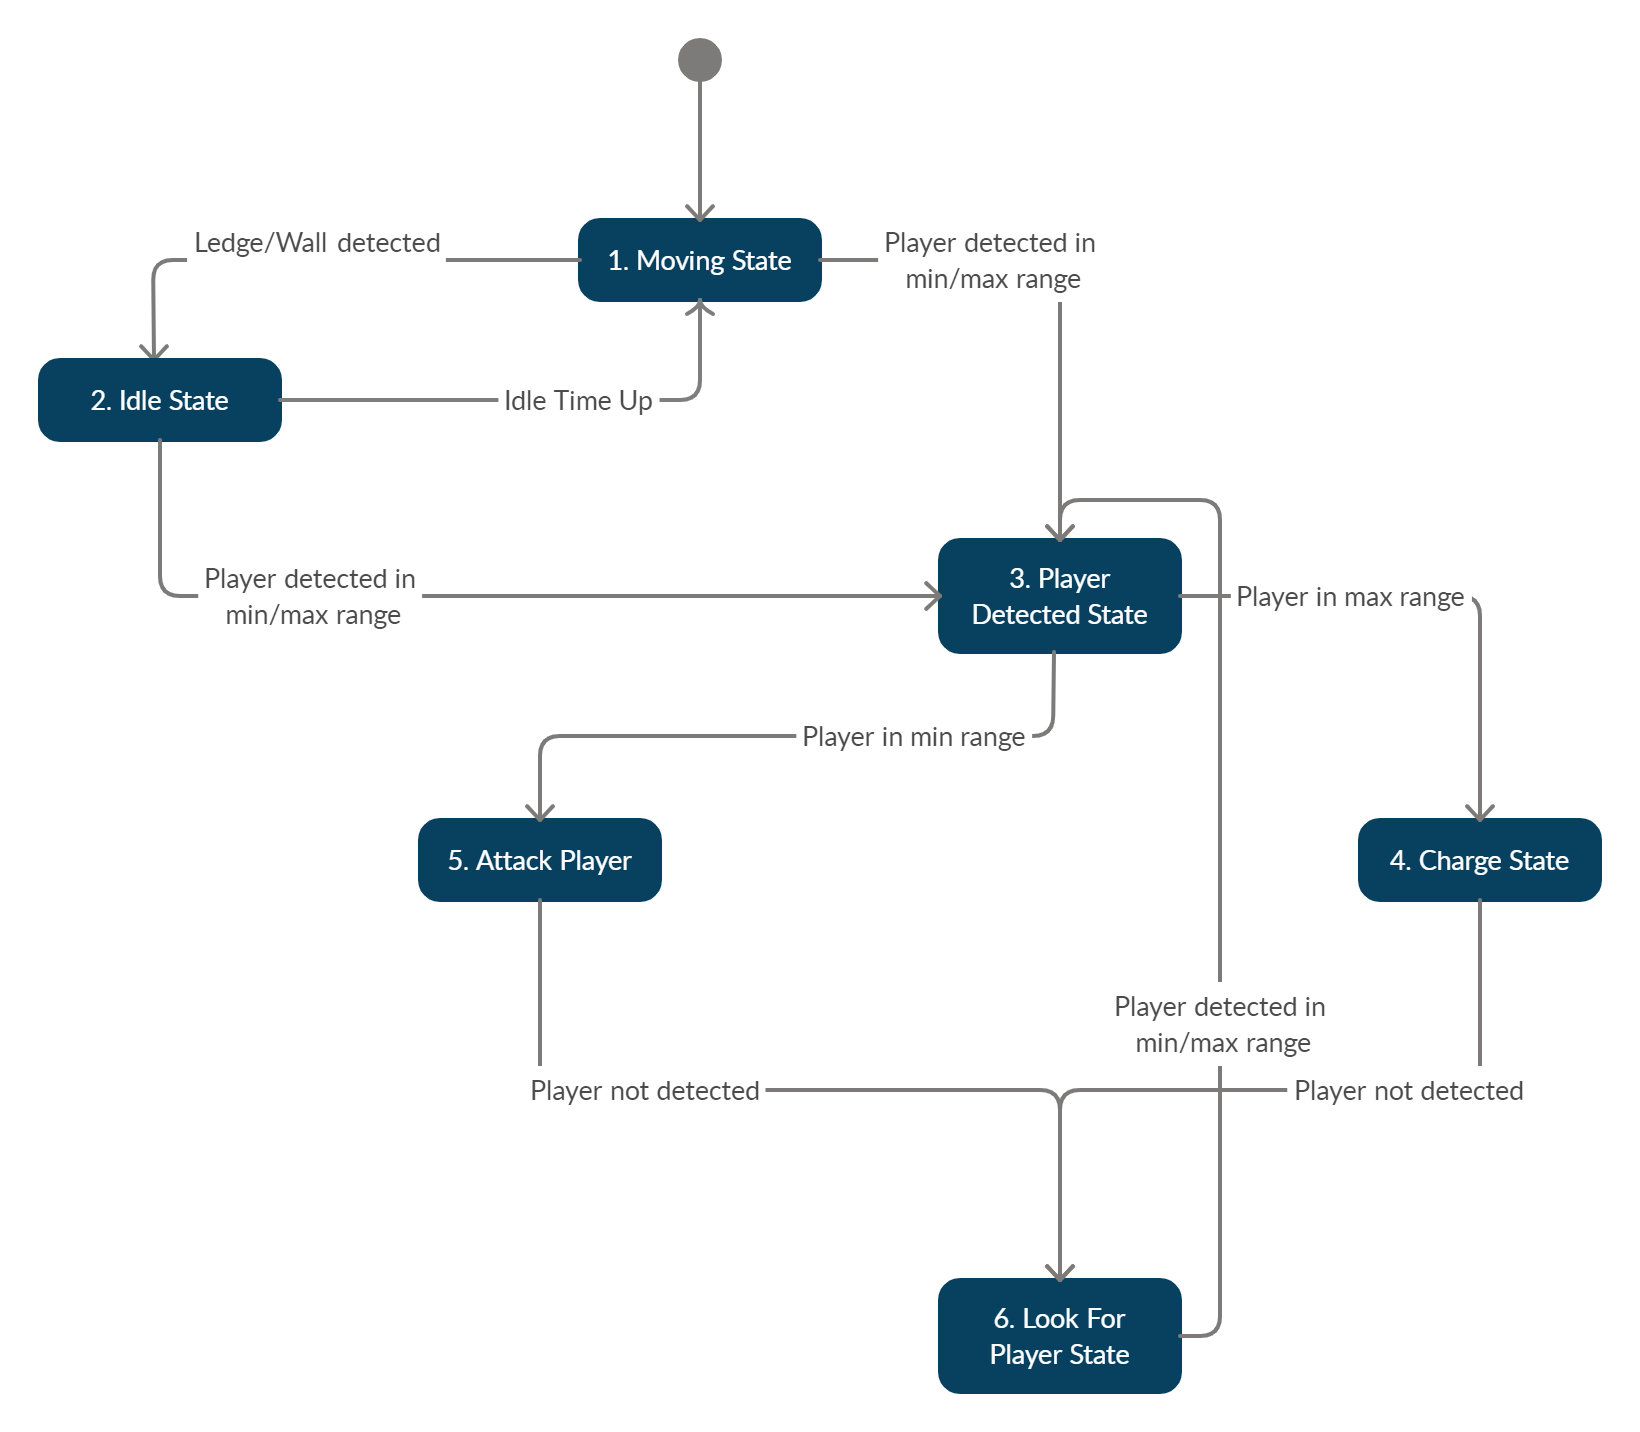 Ledge/Wall detected
1. Moving State
Player detected in
min/max range
2. Idle State
Idle Time Up
Player detected in
min/max range
3. Player
Detected State
Player in max range
Player in min range
5. Attack Player
4. Charge State
Player detected in
min/max range
Player not detected
Player not detected
6. Look For
Player State